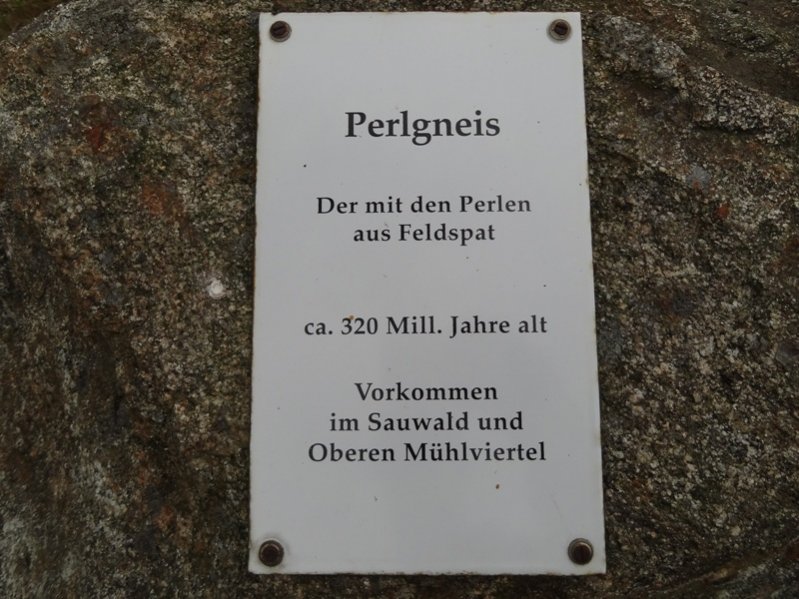 Perlgneis
Der mit den Perlen
aus Feldspat
ca. 320 Mill. Jahre alt
Vorkommen
im Sauwald und
Oberen Mühlviertel